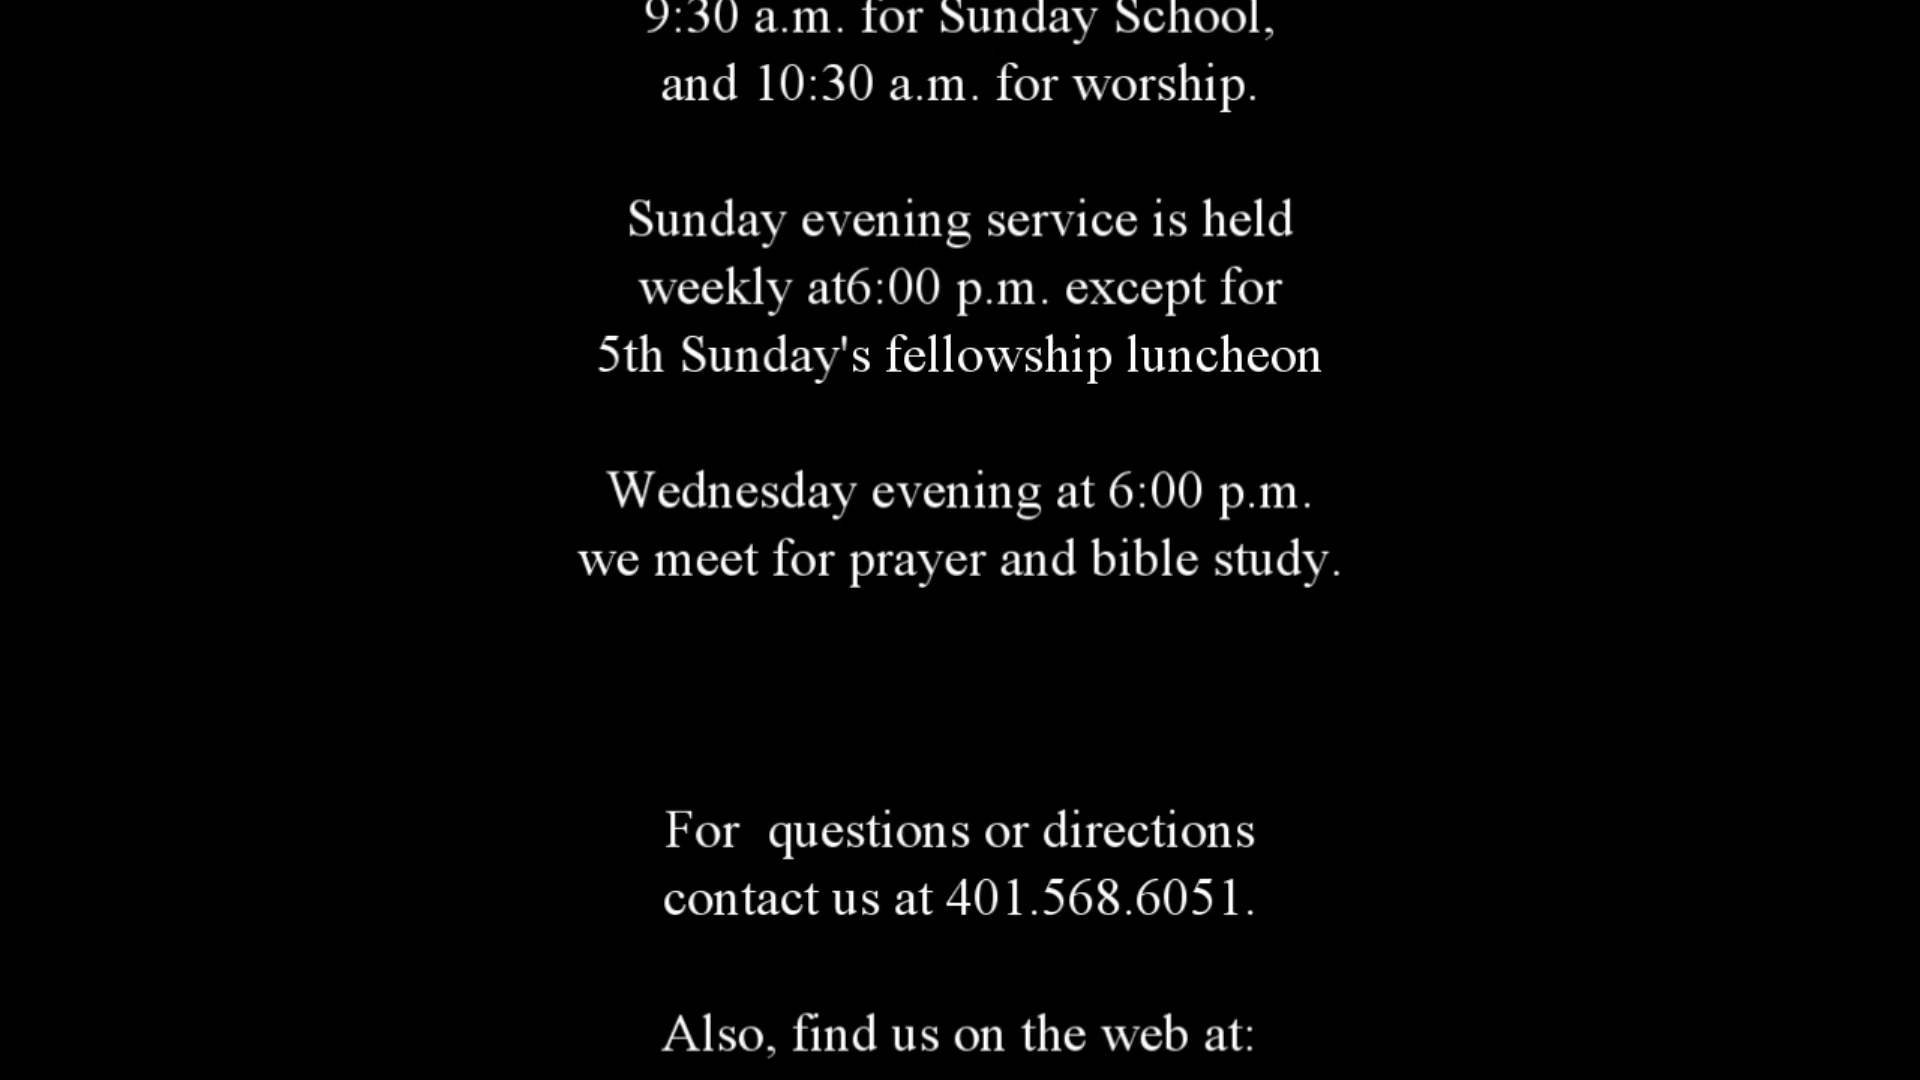 9:30 a.m. for Sunday School,
and 10:30 a.m. for worship.
Sunday evening service is held
weekly at6:00 p.m. except for
5th Sunday's fellowship luncheon
Wednesday evening at 6:00 p.m.
we meet for prayer and bible study.
For  questions or directions
contact us at 401.568.6051.
Also, find us on the web at: